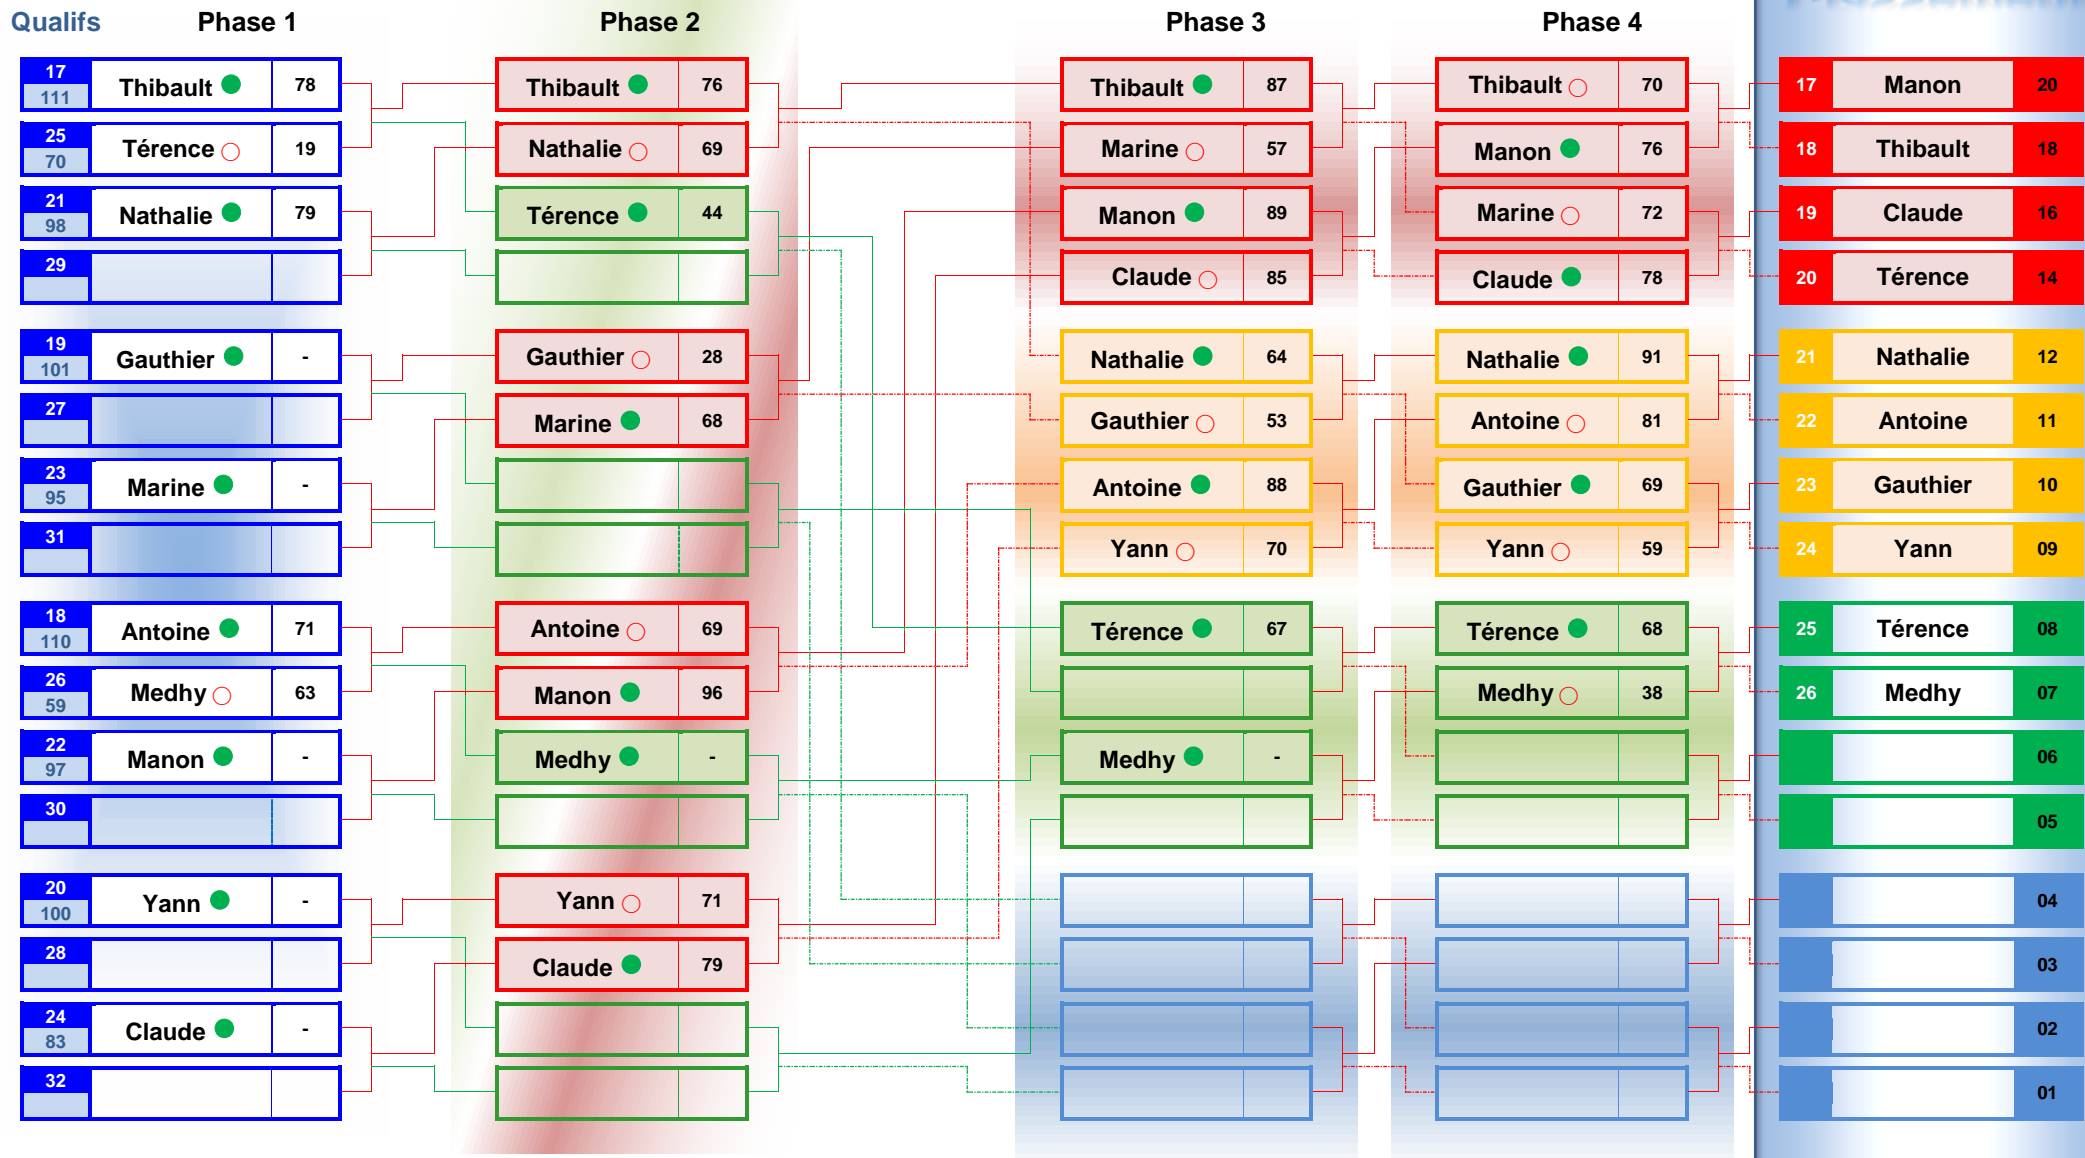 Qualifs Phase 1 Phase 2 Phase 3 Phase 4
17 111 Thibault 78 Thibault 76 Thibault 87 Thibault 70 17 Manon 20
25 70 Térence 19 Nathalie 69 Marine 57 Manon 76 18 Thibault 18
21 98 Nathalie 79 Térence 44 Manon 89 Marine 72 19 Claude 16
29 Claude 85 Claude 78 20 Térence 14
19 101 Gauthier - Gauthier 28 Nathalie 64 Nathalie 91 21 Nathalie 12
27 Marine 68 Gauthier 53 Antoine 81 22 Antoine 11
23 95 Marine - Antoine 88 Gauthier 69 23 Gauthier 10
31 Yann 70 Yann 59 24 Yann 09
18 110 Antoine 71 Antoine 69 Térence 67 Térence 68 25 Térence 08
26 59 Medhy 63 Manon 96 Medhy 38 26 Medhy 07
22 97 Manon - Medhy - Medhy - 06
30 05
20 100 Yann - Yann 71 04
28 Claude 79 03
24 83 Claude - 02
32 01